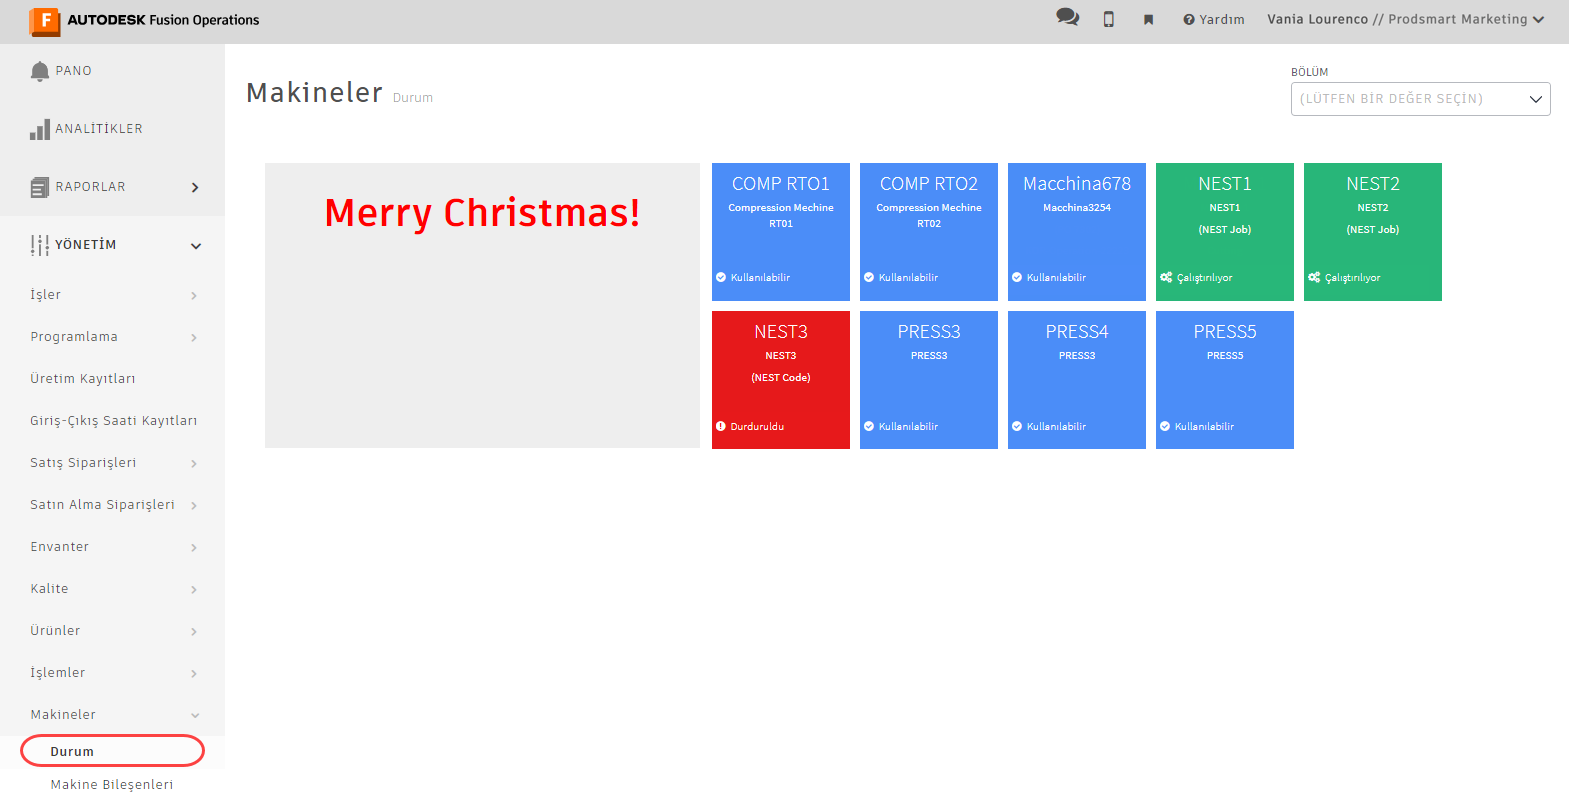 AUTODESK Fusion Operations
Yardım
Vania Lourenco // Prodsmart Marketing
PANO
ANALİTİKLER
RAPORLAR
YÖNETİM
İşler
Programlama
Üretim Kayıtları
Giriş-Çıkış Saati Kayıtları
Satış Siparişleri
Satın Alma Siparişleri
Envanter
Kalite
Ürünler
İşlemler
Makineler
Durum
Makine Bileşenleri
Makineler Durum
BÖLÜM
(LÜTFEN BİR DEĞER SEÇİN)
Merry Christmas!
COMP RTO1
Compression Mechine
RT01
Kullanılabilir
COMP RTO2
Compression Mechine
RT02
Kullanılabilir
Macchina678
Macchina3254
Kullanılabilir
NEST1
NEST1
(NEST Job)
Çalıştırılıyor
NEST2
NEST2
(NEST Job)
Çalıştırılıyor
NEST3
NEST3
(NEST Code)
Durduruldu
PRESS3
PRESS3
Kullanılabilir
PRESS4
PRESS3
Kullanılabilir
PRESS5
PRESS5
Kullanılabilir